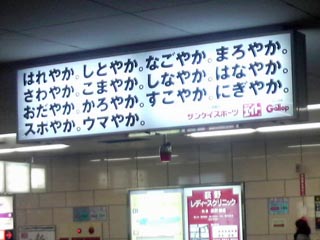 はれやか。しとやか。なごやか。まろやか。
さわやか。こまやか。しなやか。はなやか。
おだやか。かろやか。すこやか。にぎやか。
スポやか。ウマやか。
サンケイスポーツ
Gallop
荻野
レディースクリニック